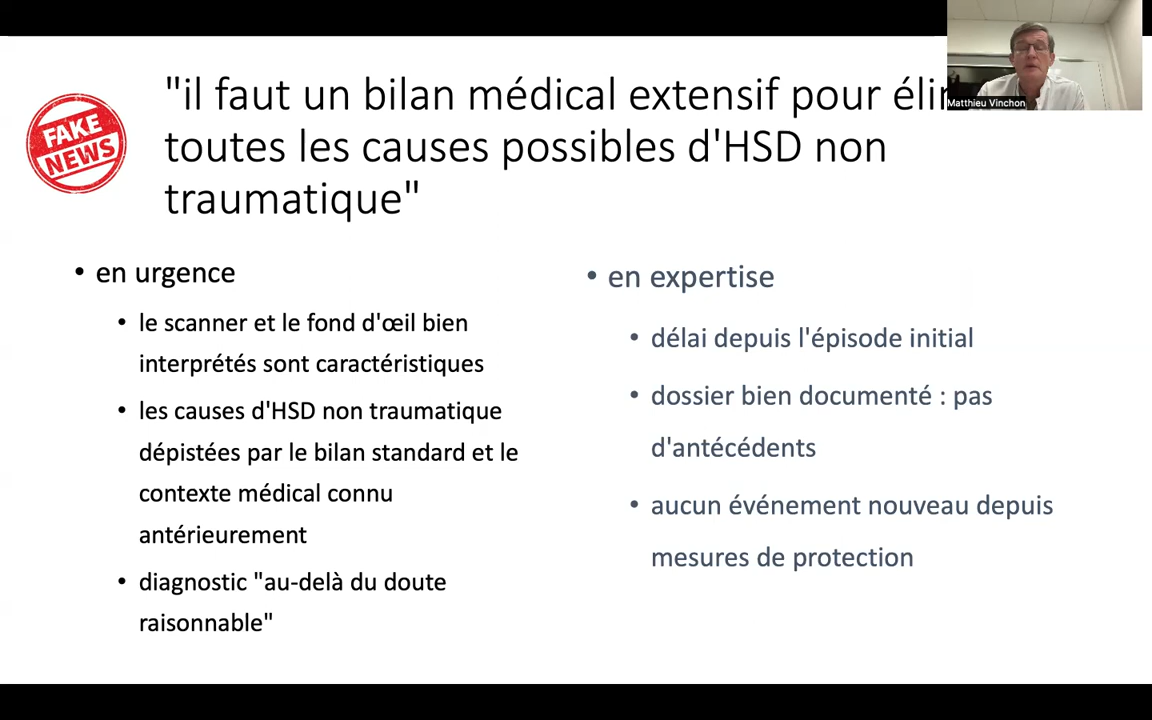 FAKE
NEWS
"il faut un bilan médical extensif pour
toutes les causes possibles d'HSD non
traumatique"
Matthieu Vinchon
• en urgence
• le scanner et le fond d'œil bien
interprétés sont caractéristiques
• les causes d'HSD non traumatique
dépistées par le bilan standard et le
contexte médical connu
antérieurement
• diagnostic "au-delà du doute
raisonnable"
• en expertise
• délai depuis l'épisode initial
• dossier bien documenté : pas
d'antécédents
• aucun événement nouveau depuis
mesures de protection